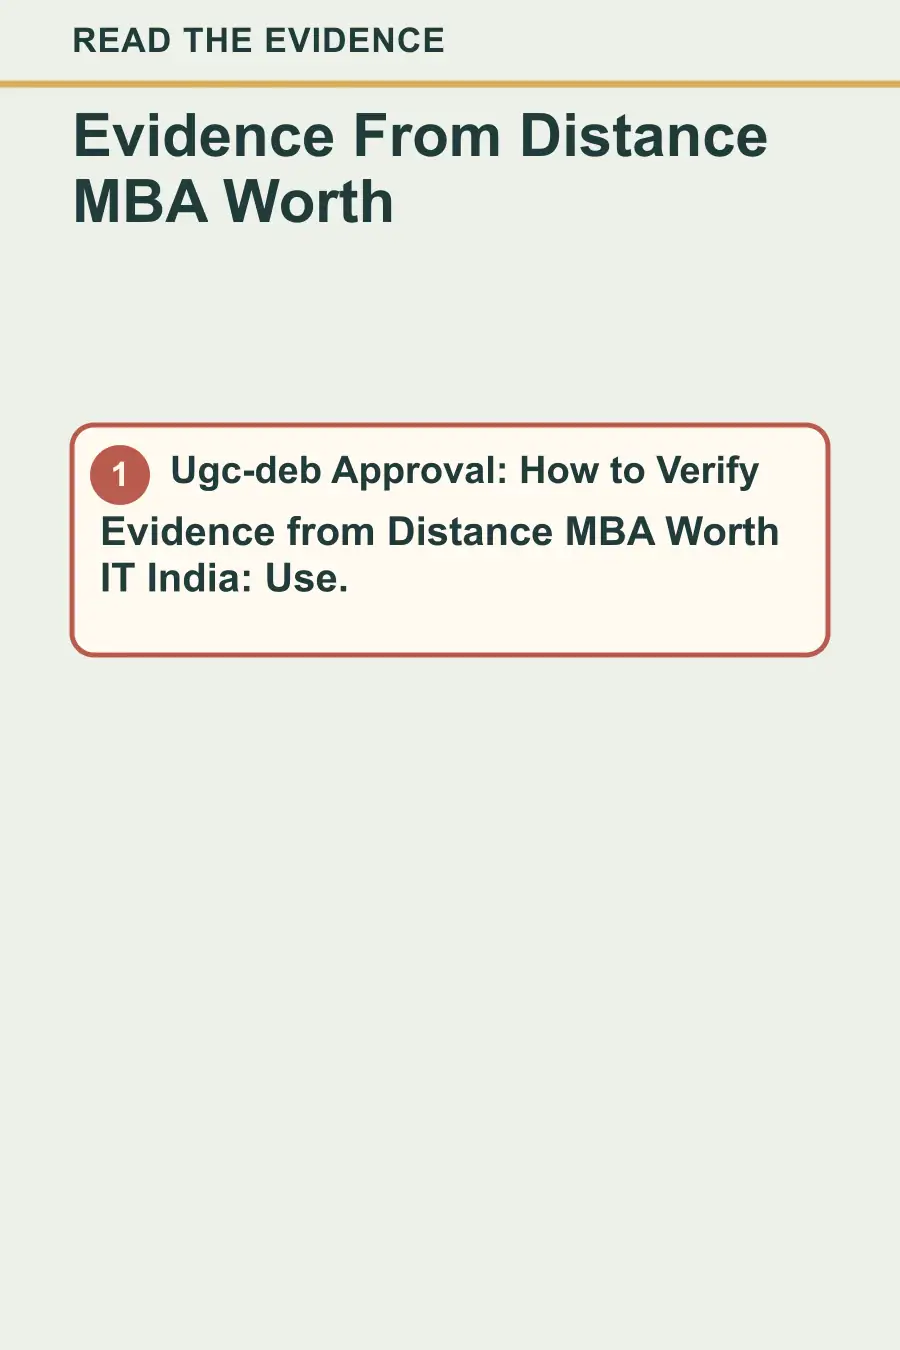 READ THE EVIDENCE
Evidence From Distance
MBA Worth
1 Ugc-deb Approval: How to Verify
Evidence from Distance MBA Worth
IT India: Use.